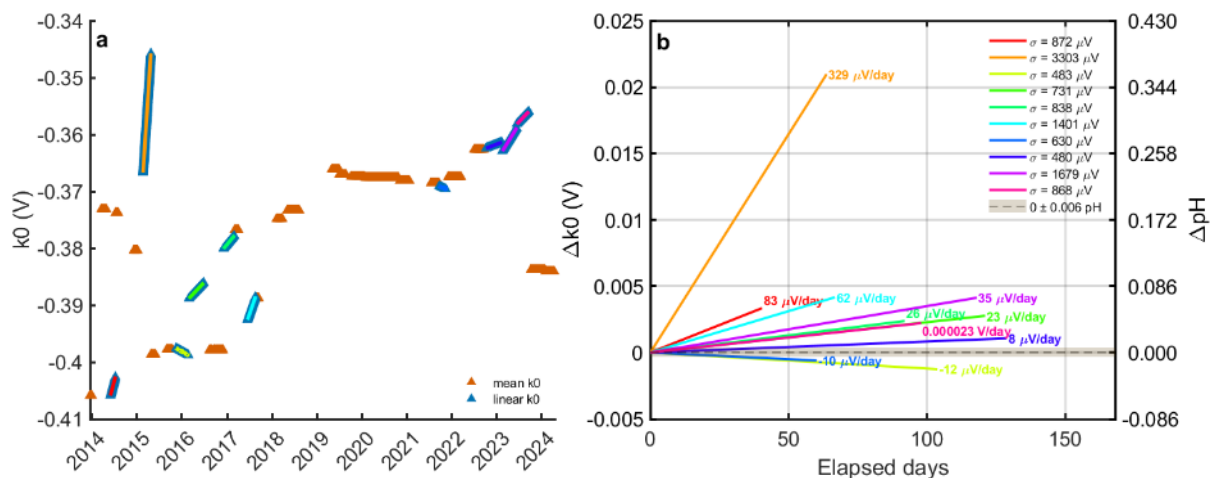 a
k0 (V)
-0.33
-0.34
-0.35
-0.36
-0.37
-0.38
-0.39
-0.4
-0.41
2014
2015
2016
2017
2018
2019
2020
2021
2022
2023
2024
mean k0
linear k0
b
Δk0 (V)
0.025
0.02
0.015
0.01
0.005
0
-0.005
0
50
100
150
Elapsed days
0.430
0.344
0.258
0.172
0.086
0.000
-0.086
ΔpH
σ = 872 μV
σ = 3303 μV
σ = 483 μV
σ = 731 μV
σ = 838 μV
σ = 1401 μV
σ = 630 μV
σ = 480 μV
σ = 1679 μV
σ = 868 μV
0 ± 0.006 pH
329 μV/day
83 μV/day
62 μV/day
35 μV/day
26 μV/day
23 μV/day
0.000023 V/day
8 μV/day
-10 μV/day
-12 μV/day